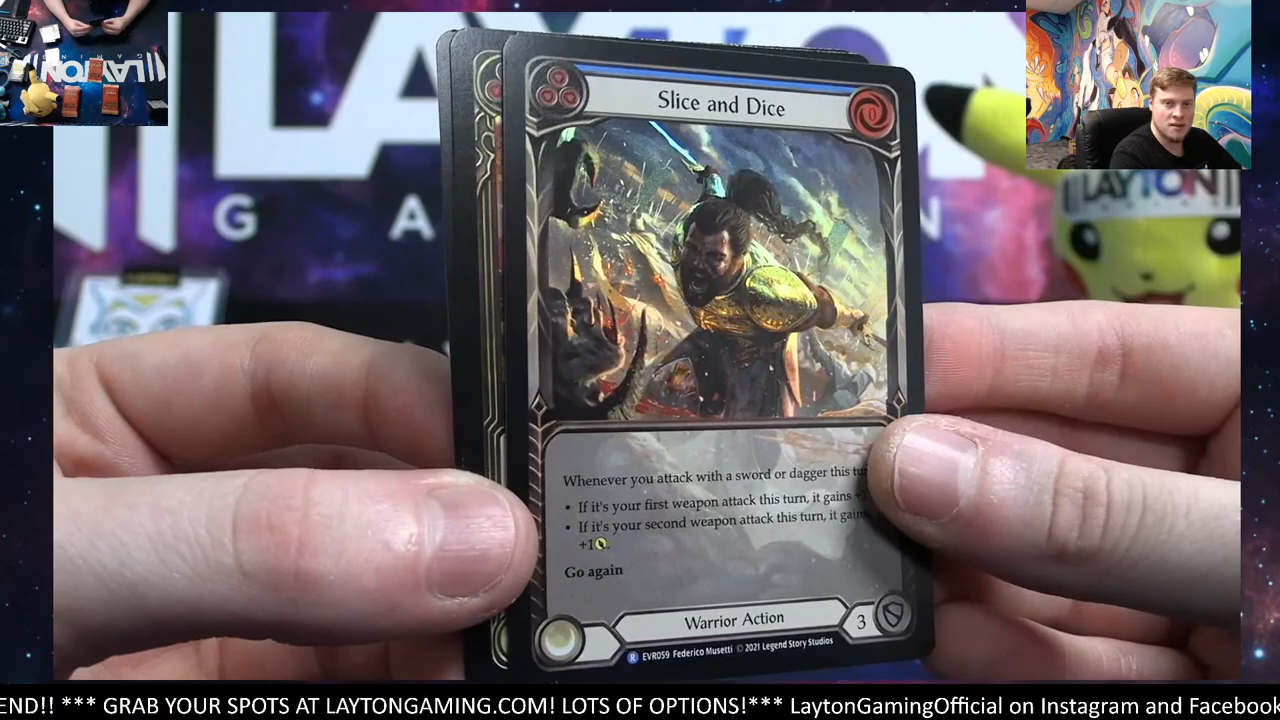 Slice and Dice
0
Whenever you attack with a sword or dagger this
• If it's your first weapon attack this turn, it gains
• If it's your second weapon attack this turn, it gains
+1
Go again
Warrior Action
3
R EVR059 Federico Musetti © 2021 Legend Story Studios
LAYTON
LAYTON
G A N
END!! *** GRAB YOUR SPOTS AT LAYTONGAMING.COM! LOTS OF OPTIONS!*** LaytonGamingOfficial on Instagram and Facebook